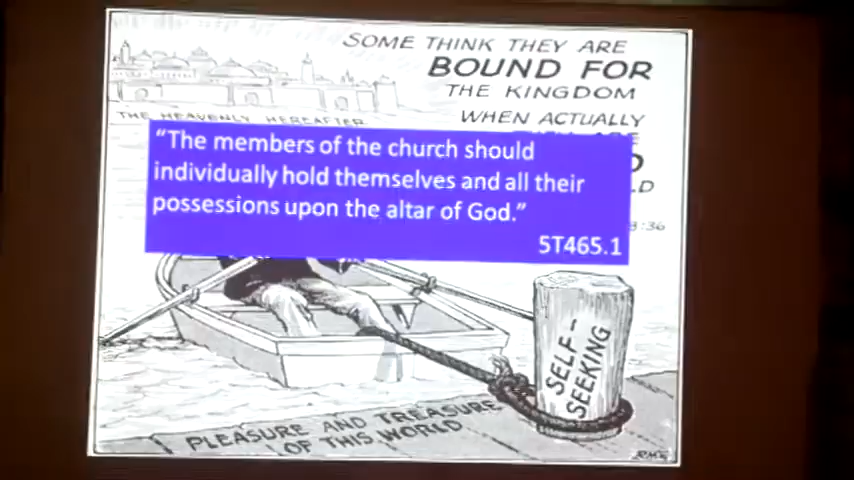 SOME THINK THEY ARE
BOUND FOR
THE KINGDOM
WHEN ACTUALLY
THE HEAVENLY HEREAFTER
"The members of the church should
individually hold themselves and all their
possessions upon the altar of God."
5T465.1
SELF-
SEEKING
PLEASURE AND TREASURE
OF THIS WORLD